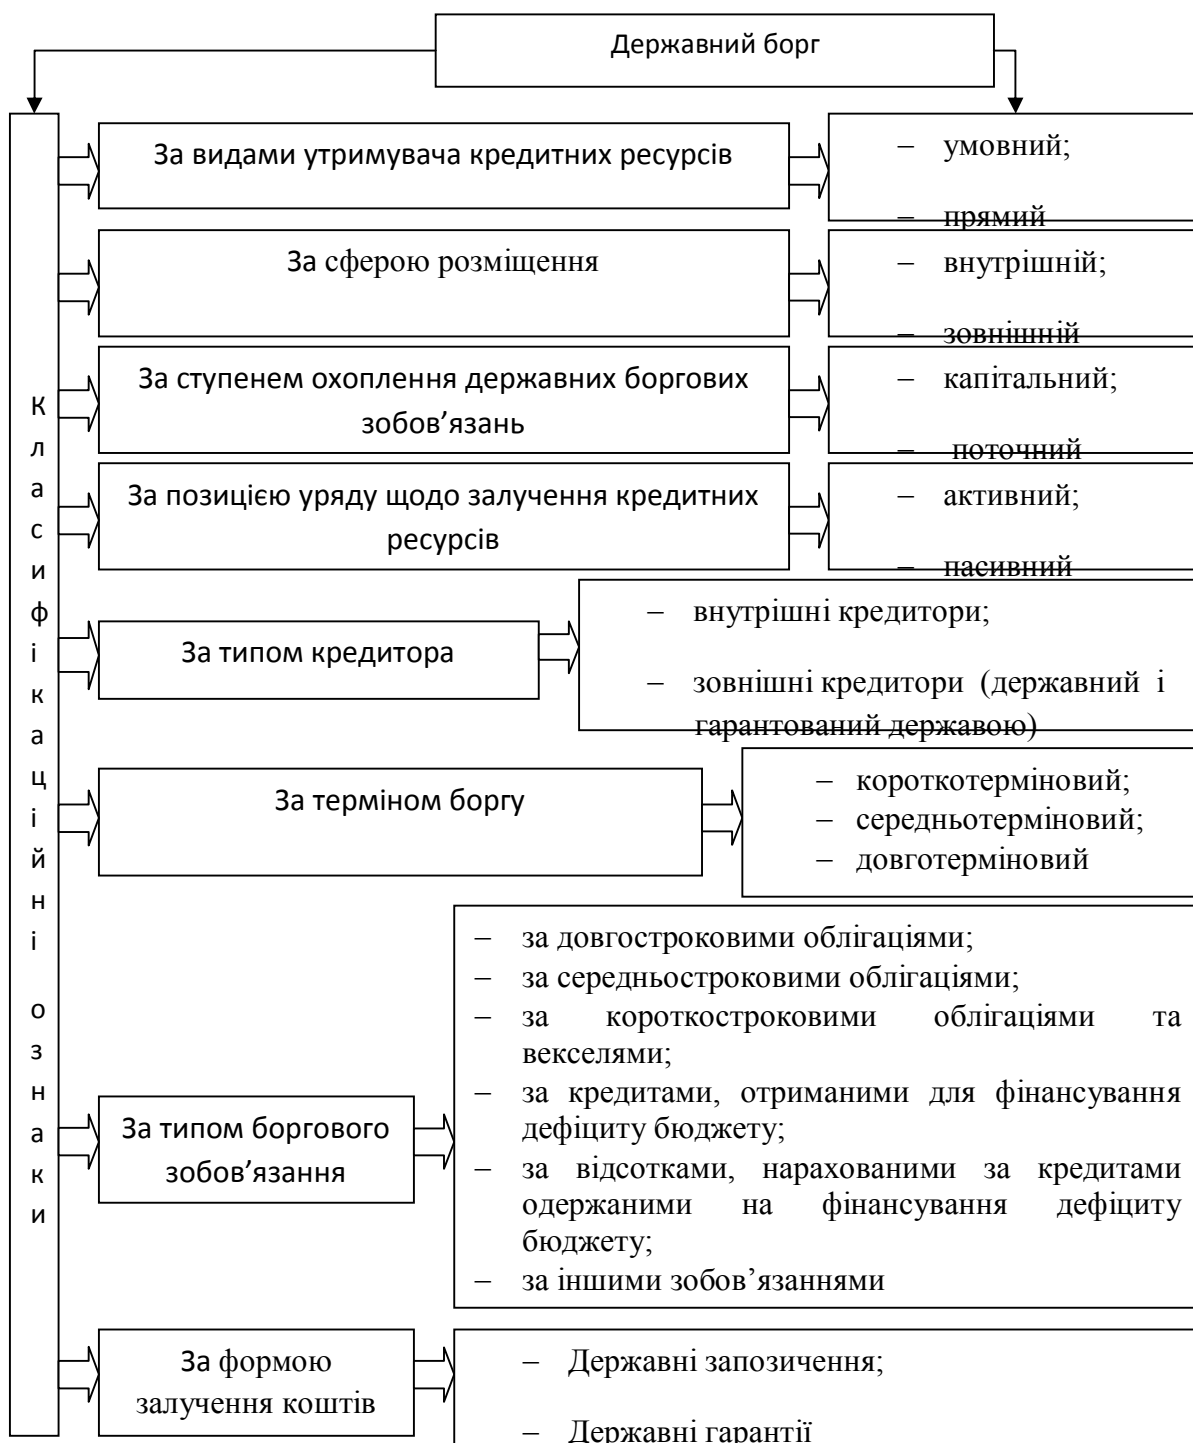 Державний борг
Класифікаційні ознаки
За видами утримувача кредитних ресурсів
– умовний;
– прямий
За сферою розміщення
– внутрішній;
– зовнішній
За ступенем охоплення державних боргових
зобов’язань
– капітальний;
– поточний
За позицією уряду щодо залучення кредитних
ресурсів
– активний;
– пасивний
За типом кредитора
– внутрішні кредитори;
– зовнішні кредитори (державний і
гарантований державою)
За терміном боргу
– короткотерміновий;
– середньотерміновий;
– довготерміновий
За типом боргового
зобов’язання
– за довгостроковими облігаціями;
– за середньостроковими облігаціями;
– за короткостроковими облігаціями та
векселями;
– за кредитами, отриманими для фінансування
дефіциту бюджету;
– за відсотками, нарахованими за кредитами
одержаними на фінансування дефіциту
бюджету;
– за іншими зобов’язаннями
За формою
залучення коштів
– Державні запозичення;
– Державні гарантії